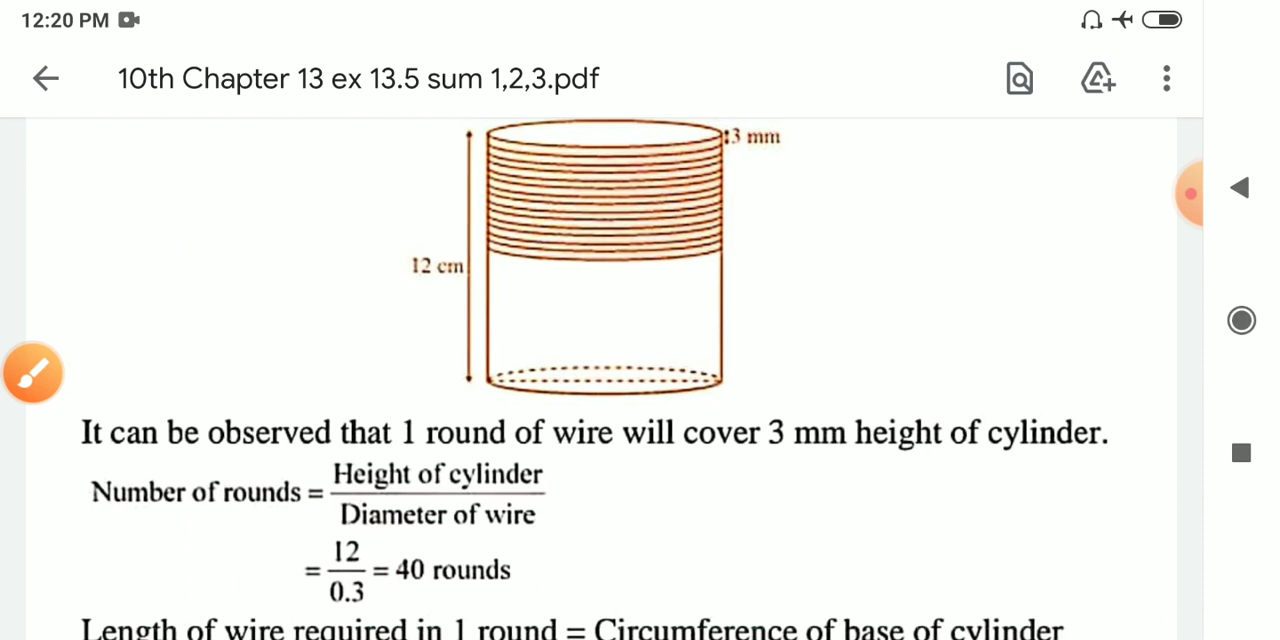 12:20 PM
10th Chapter 13 ex 13.5 sum 1,2,3.pdf
3 mm
12 cm
It can be observed that 1 round of wire will cover 3 mm height of cylinder.
Number of rounds = Height of cylinder / Diameter of wire
= 12 / 0.3 = 40 rounds
Length of wire required in 1 round = Circumference of base of cylinder